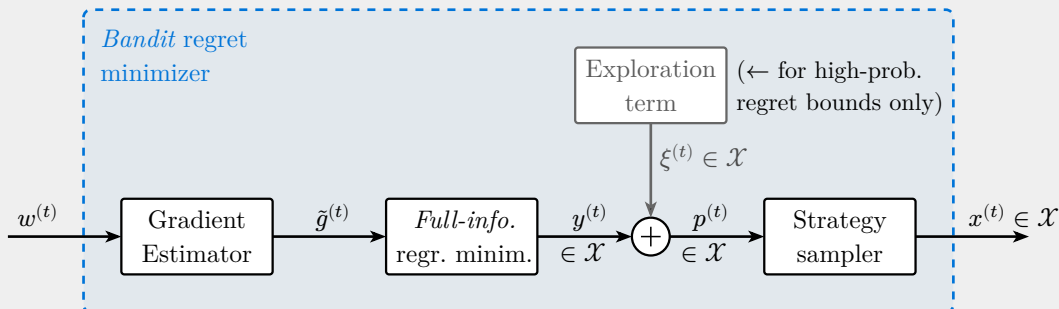 Bandit regret
minimizer
Exploration
term
(← for high-prob.
regret bounds only)
ξ^{(t)} ∈ 𝒳
w^{(t)}
Gradient
Estimator
g̃^{(t)}
Full-info.
regr. minim.
y^{(t)}
∈ 𝒳
+
p^{(t)}
∈ 𝒳
Strategy
sampler
x^{(t)} ∈ 𝒳